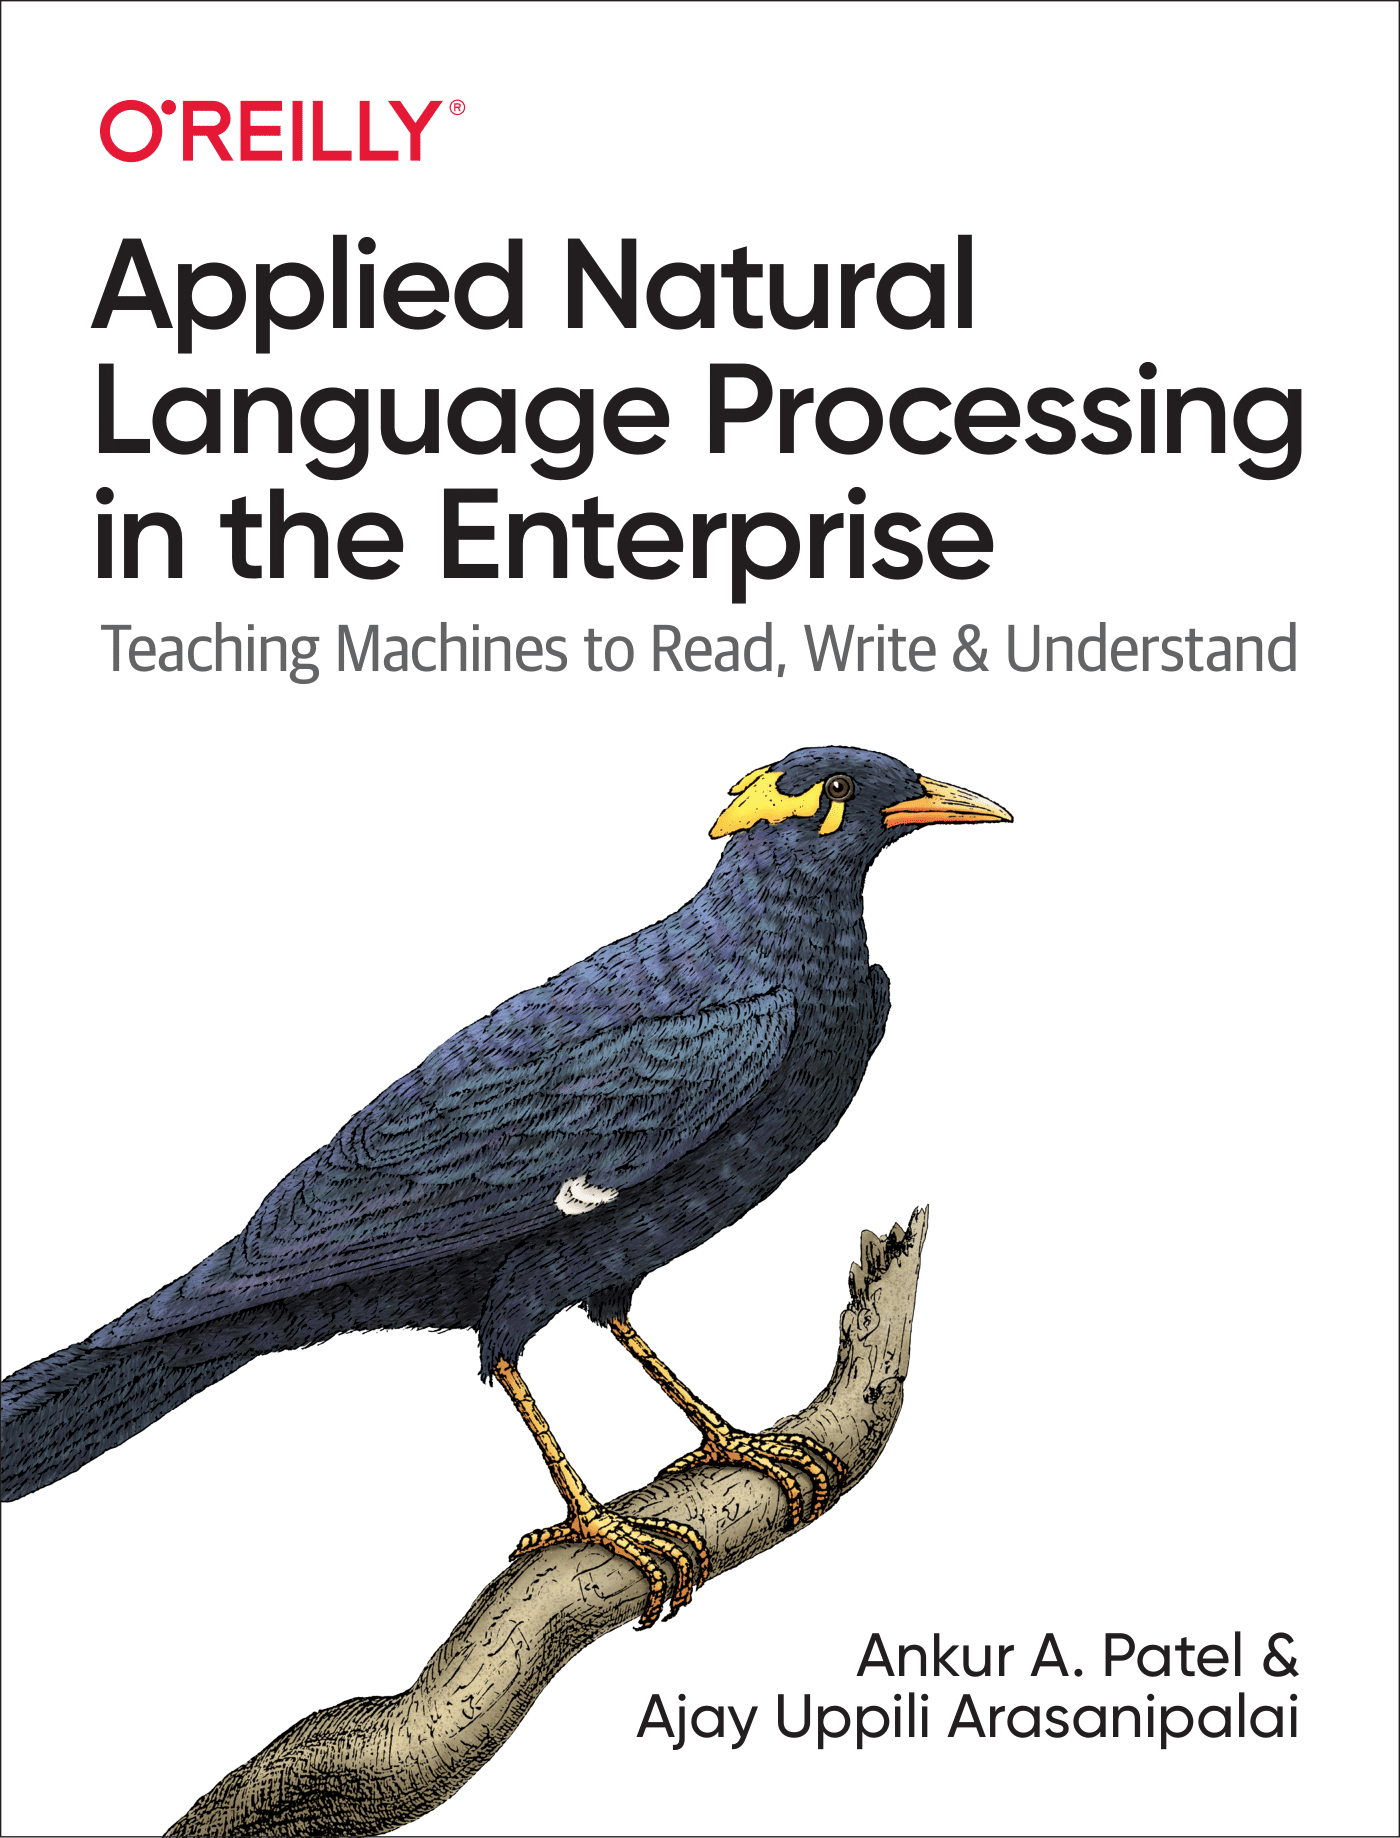 O'REILLY®
Applied Natural
Language Processing
in the Enterprise
Teaching Machines to Read, Write & Understand
Ankur A. Patel &
Ajay Uppili Arasanipalai